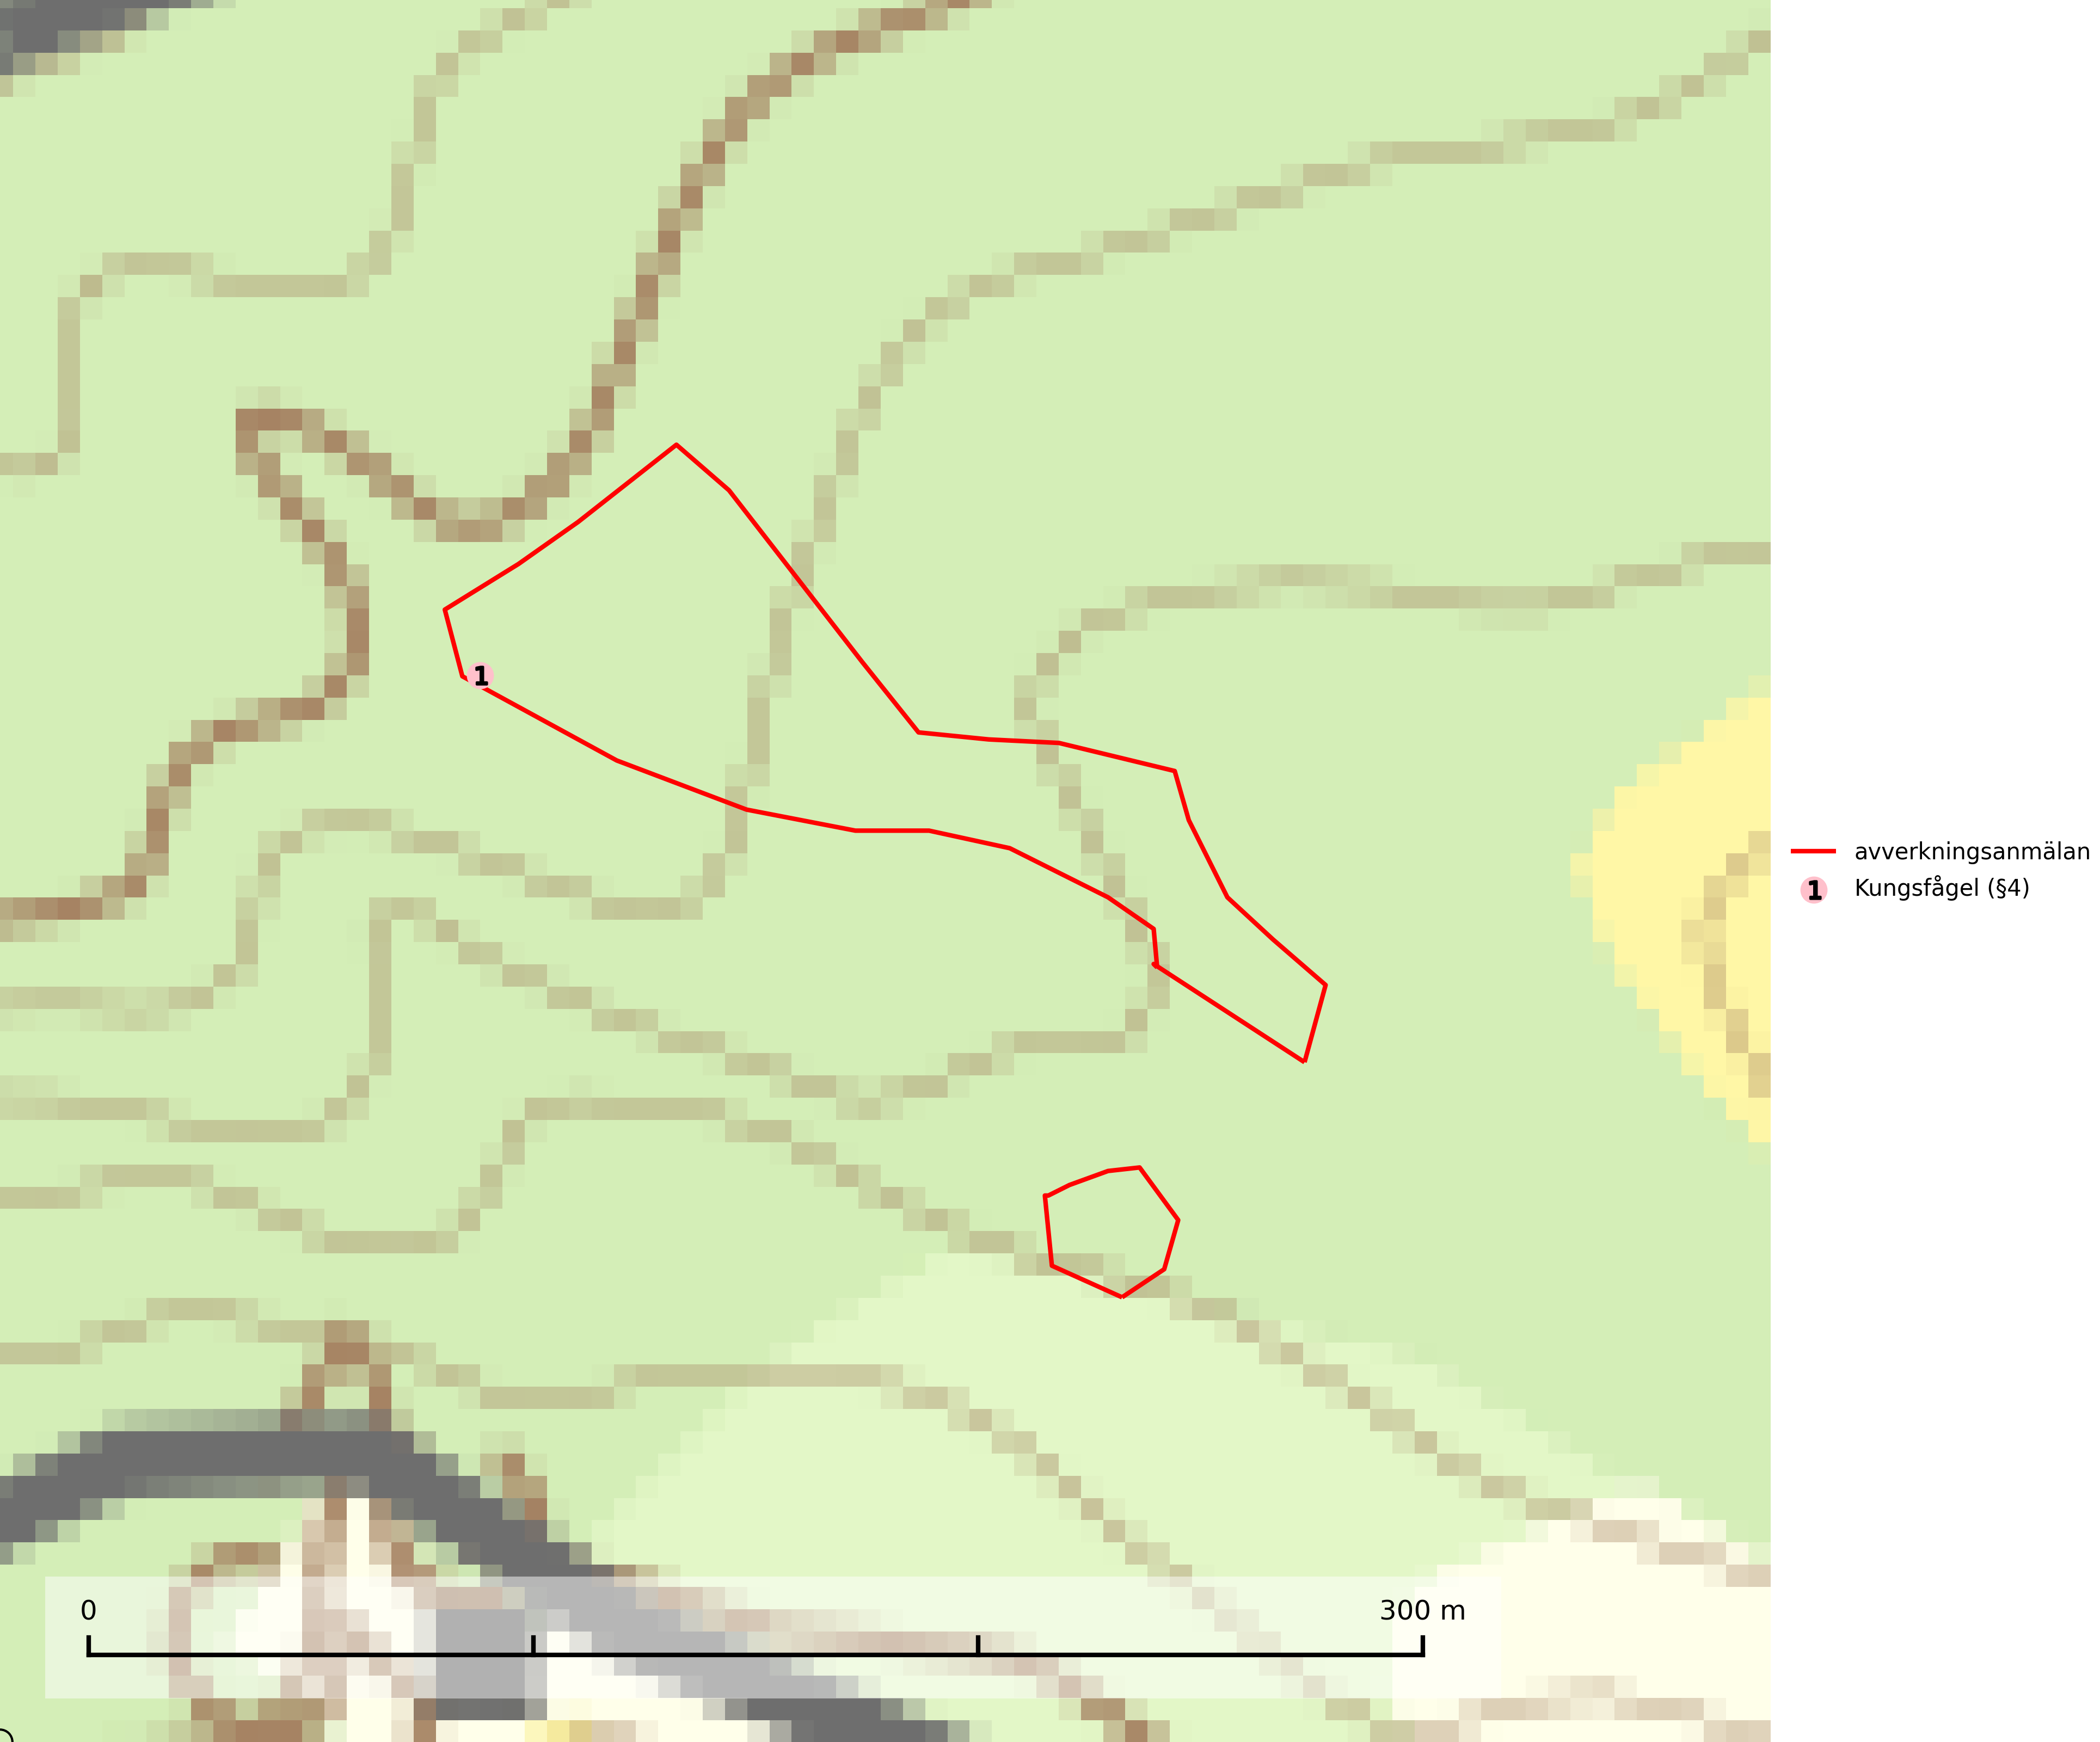 1
avverkningsanmälan
1 Kungsfågel (§4)
0 300 m